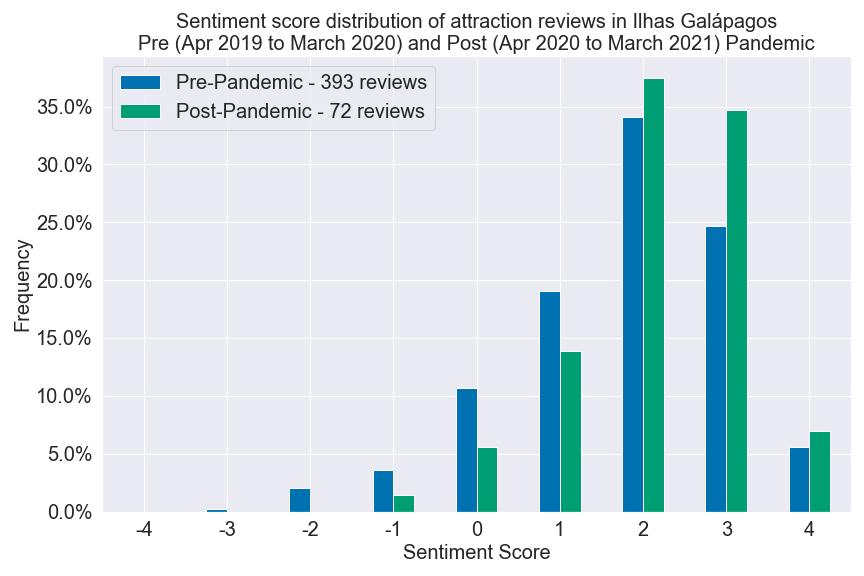 Sentiment score distribution of attraction reviews in Ilhas Galápagos
Pre (Apr 2019 to March 2020) and Post (Apr 2020 to March 2021) Pandemic
Pre-Pandemic - 393 reviews
Post-Pandemic - 72 reviews
Frequency
35.0%
30.0%
25.0%
20.0%
15.0%
10.0%
5.0%
0.0%
-4 -3 -2 -1 0 1 2 3 4
Sentiment Score